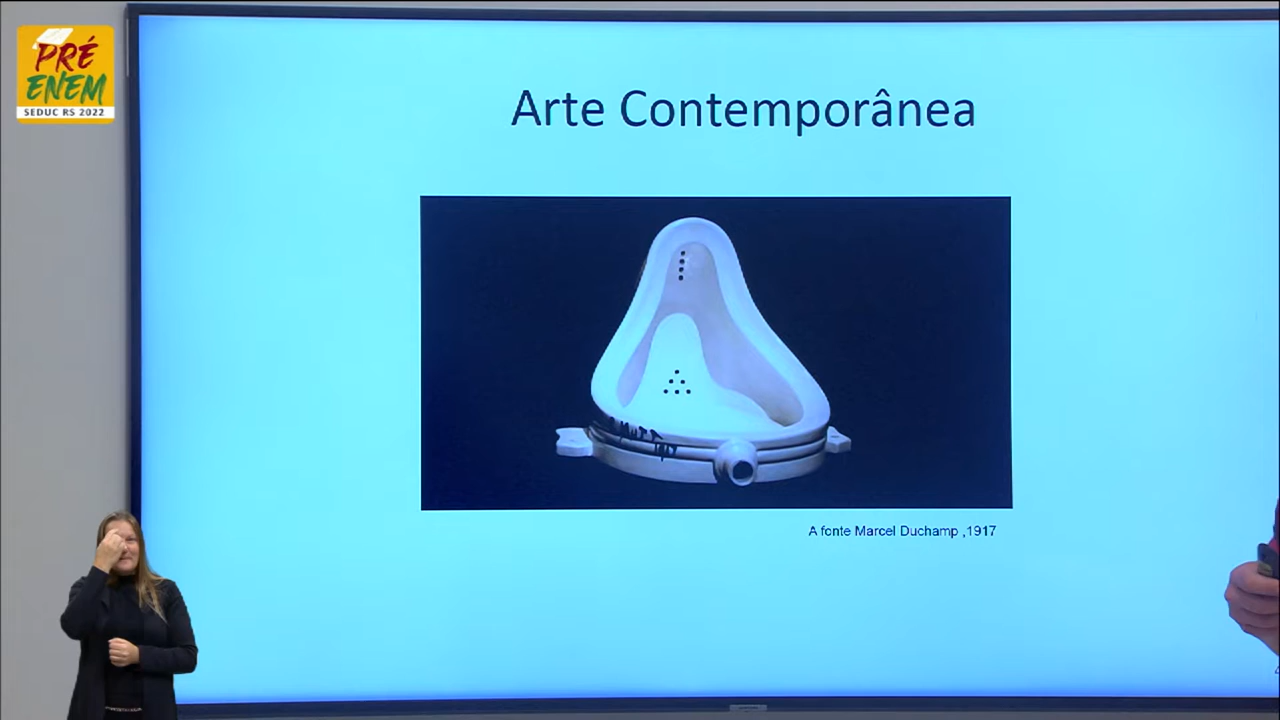 PRÉ
ENEM
SEDUC RS 2022
Arte Contemporânea
A fonte Marcel Duchamp ,1917